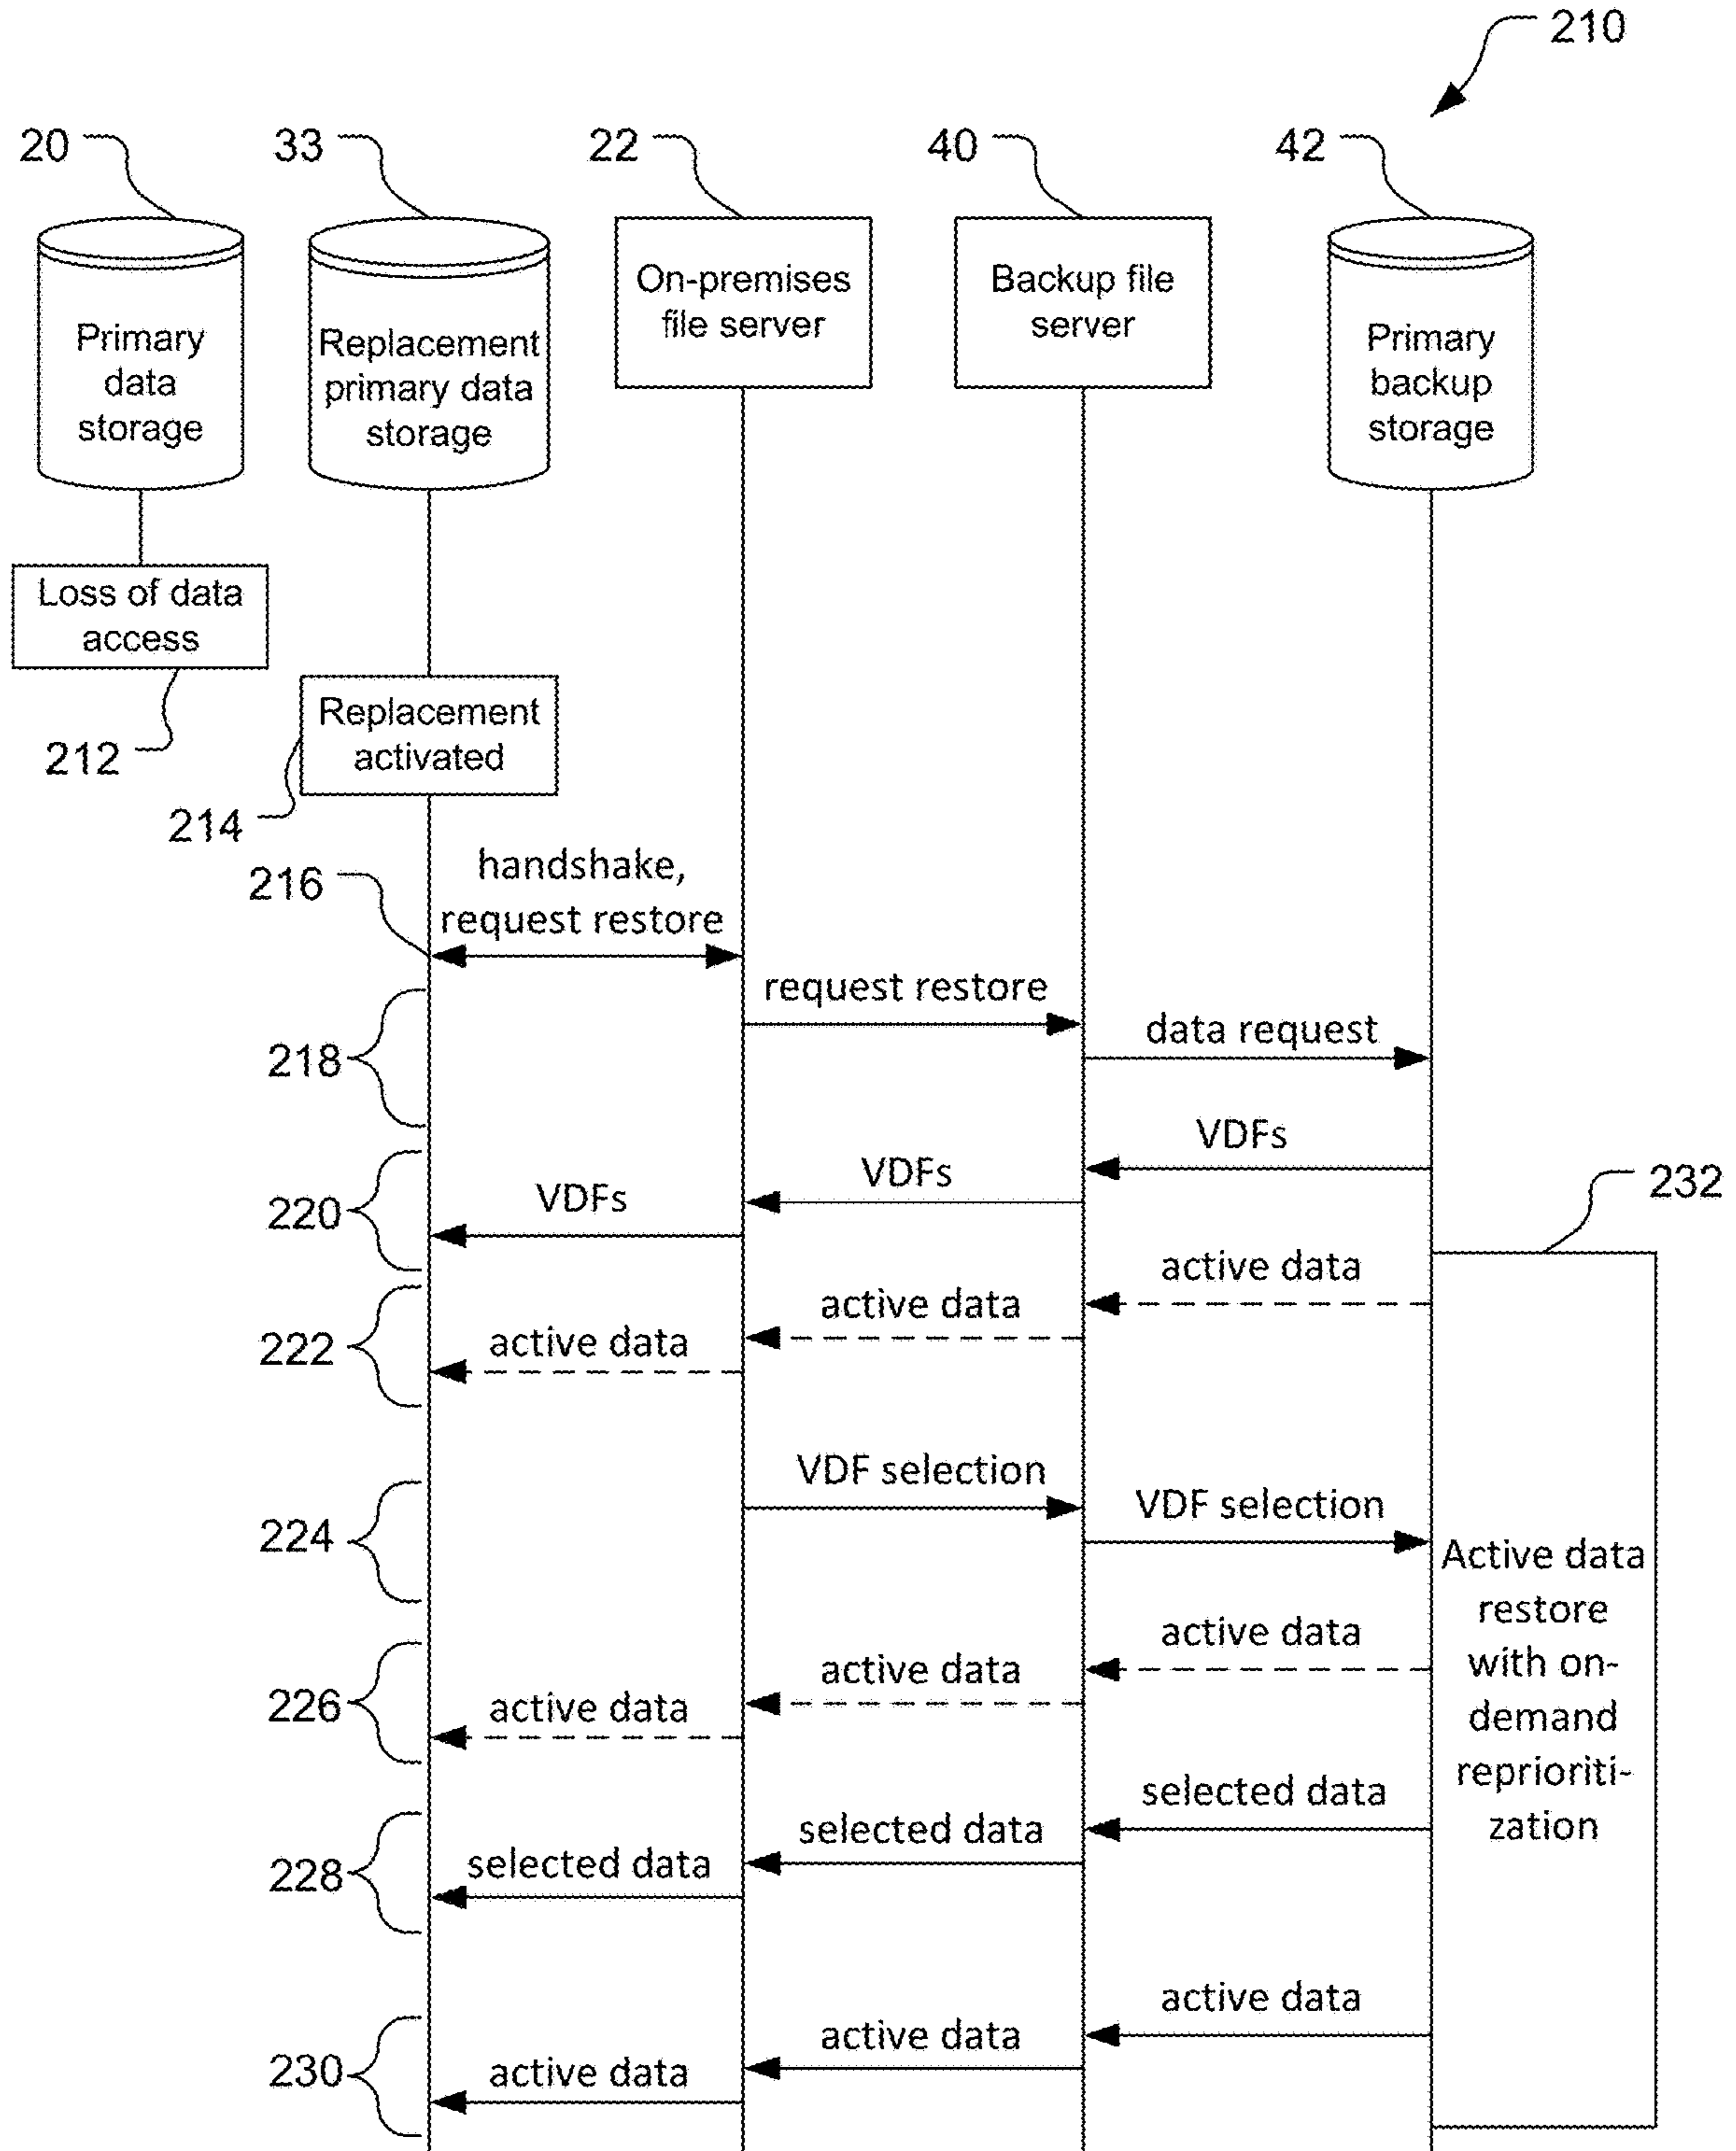 210
20
33
22
40
42
Primary
data
storage
Replacement
primary data
storage
On-premises
file server
Backup file
server
Primary
backup
storage
Loss of data
access
212
Replacement
activated
214
216
handshake,
request restore
request restore
data request
218
VDFs
VDFs
VDFs
220
232
active data
active data
active data
222
VDF selection
VDF selection
224
Active data
restore
with on-
demand
reprioriti-
zation
active data
active data
active data
226
selected data
selected data
selected data
228
active data
active data
active data
230